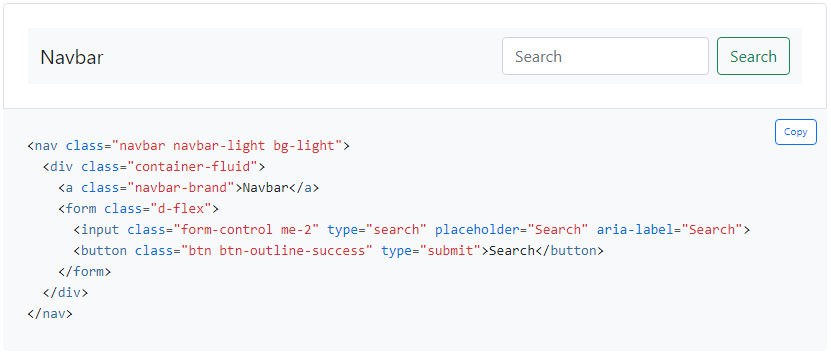 Navbar Search Search
Copy
<nav class="navbar navbar-light bg-light">
  <div class="container-fluid">
    <a class="navbar-brand">Navbar</a>
    <form class="d-flex">
      <input class="form-control me-2" type="search" placeholder="Search" aria-label="Search">
      <button class="btn btn-outline-success" type="submit">Search</button>
    </form>
  </div>
</nav>